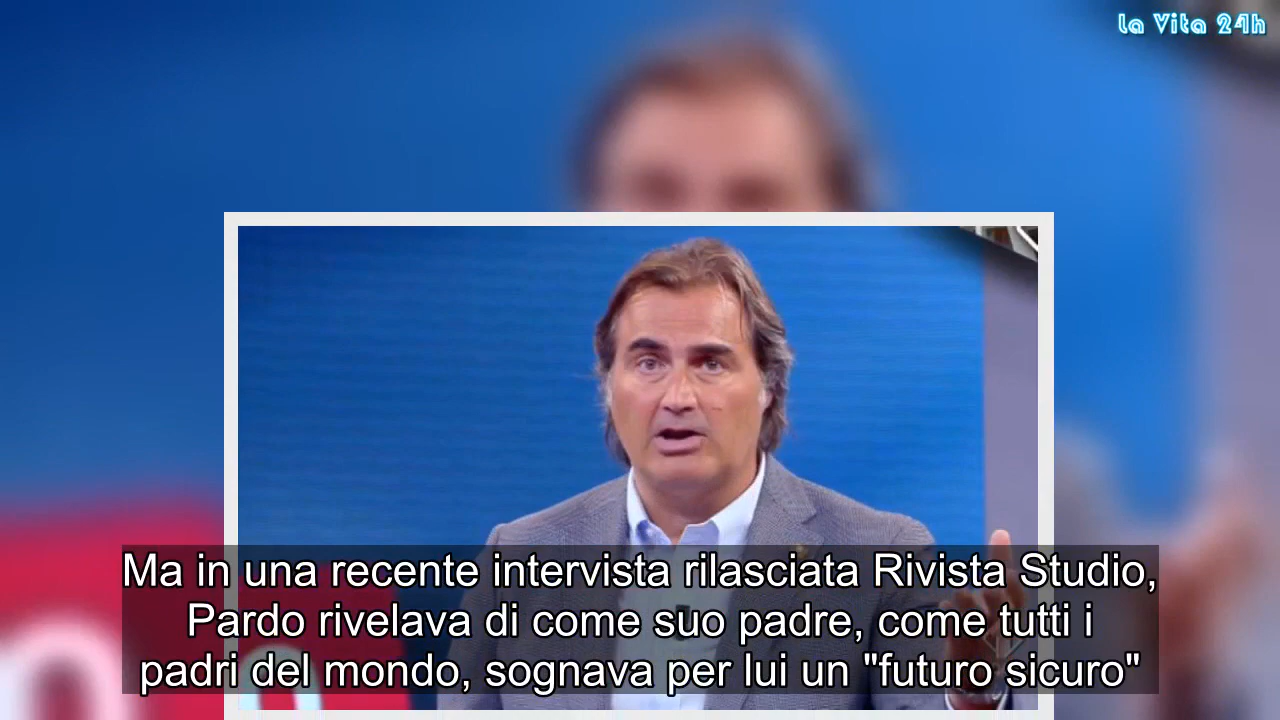 La Vita 24h
Ma in una recente intervista rilasciata Rivista Studio,
Pardo rivelava di come suo padre, come tutti i
padri del mondo, sognava per lui un "futuro sicuro"